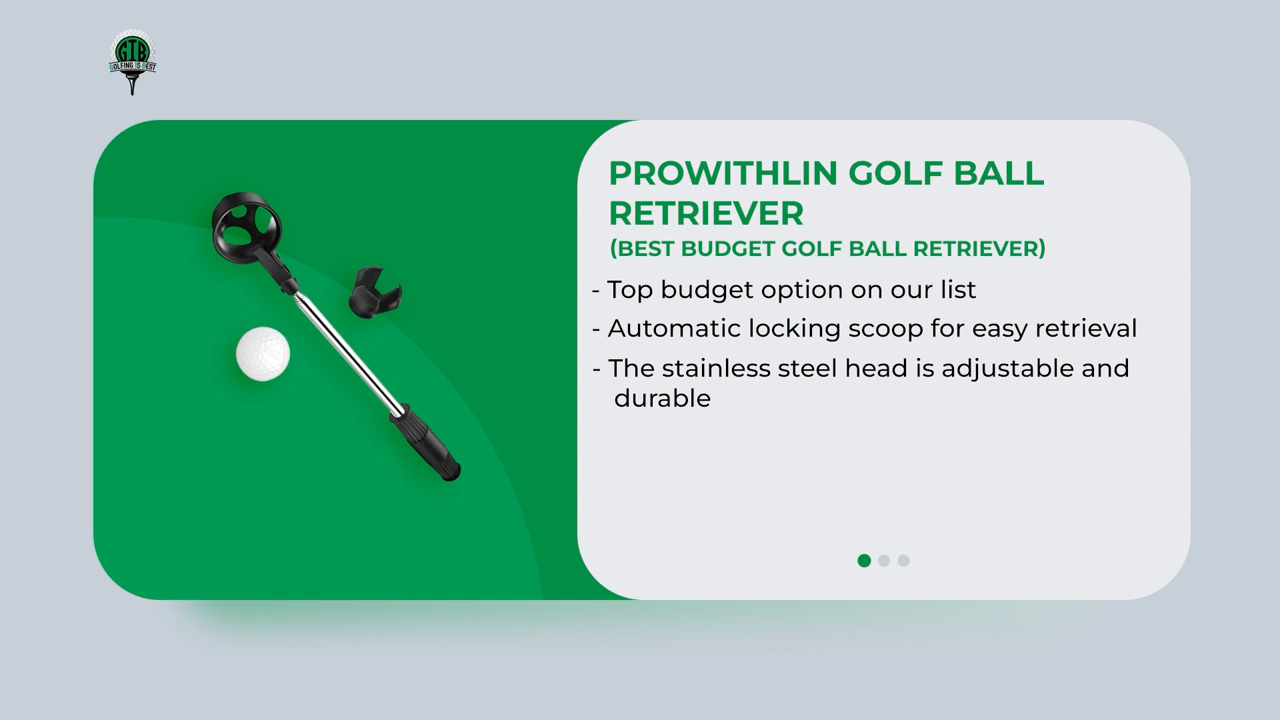 GIB
GOLFING IS BEST
PROWITHLIN GOLF BALL
RETRIEVER
(BEST BUDGET GOLF BALL RETRIEVER)
- Top budget option on our list
- Automatic locking scoop for easy retrieval
- The stainless steel head is adjustable and
durable